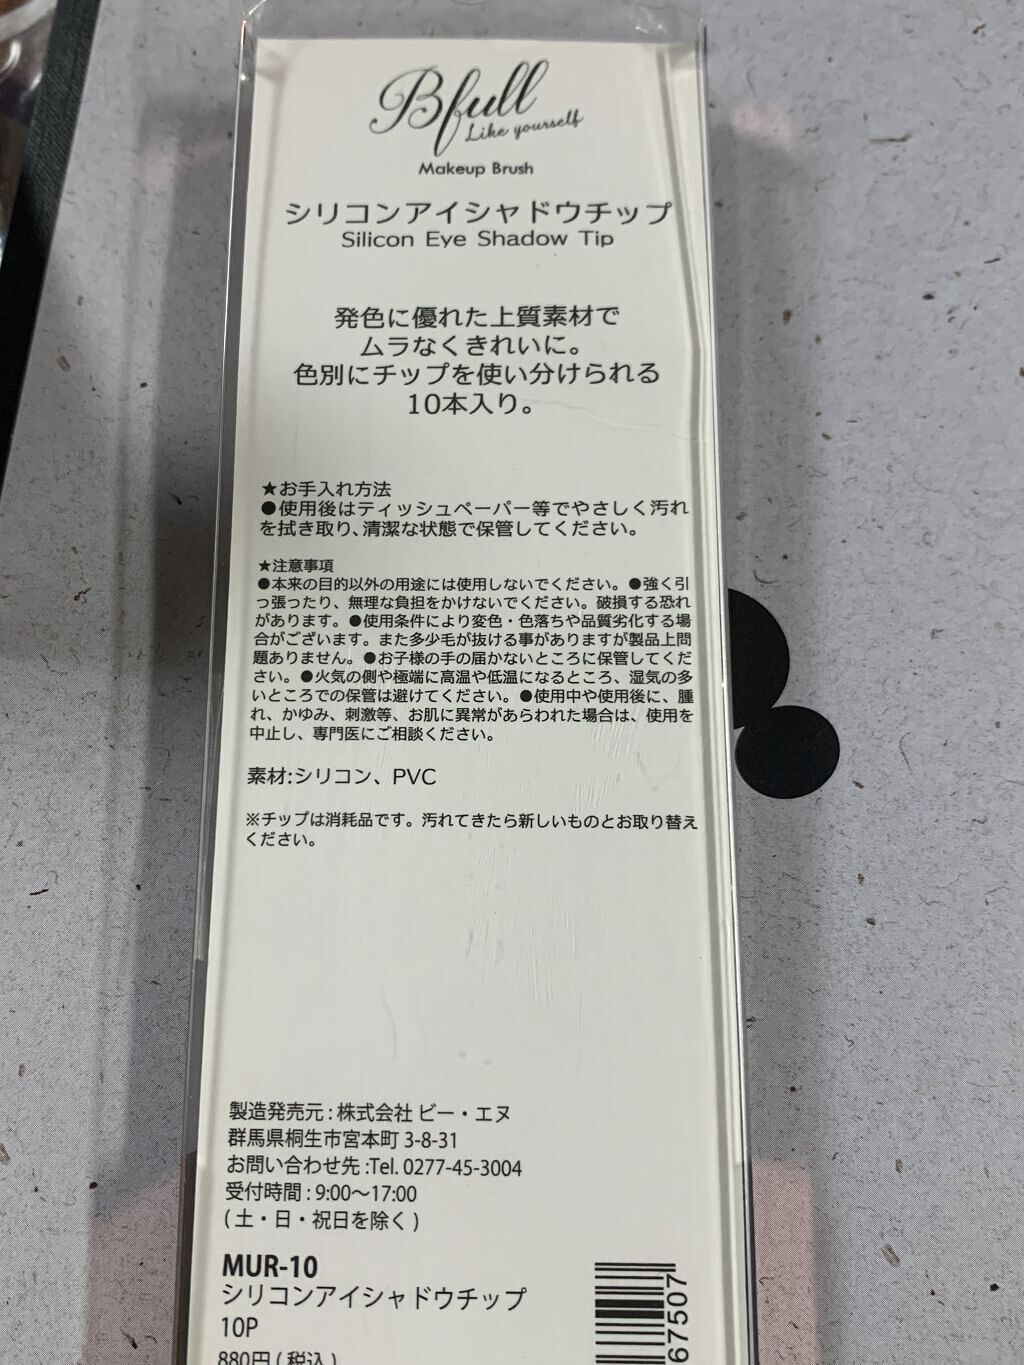 Bfull
Like yourself
Makeup Brush
シリコンアイシャドウチップ
Silicon Eye Shadow Tip
発色に優れた上質素材で
ムラなくきれいに。
色別にチップを使い分けられる
10本入り。
★お手入れ方法
●使用後はティッシュペーパー等でやさしく汚れ
を拭き取り、清潔な状態で保管してください。
★注意事項
●本来の目的以外の用途には使用しないでください。●強く引
っ張ったり、無理な負担をかけないでください。破損する恐れ
があります。●使用条件により変色・色落ちや品質劣化する場
合がございます。また多少毛が抜ける事がありますが製品上問
題ありません。●お子様の手の届かないところに保管してくだ
さい。●火気の側や極端に高温や低温になるところ、湿気の多
いところでの保管は避けてください。●使用中や使用後に、腫
れ、かゆみ、刺激等、お肌に異常があらわれた場合は、使用を
中止し、専門医にご相談ください。
素材:シリコン、PVC
※チップは消耗品です。汚れてきたら新しいものとお取り替え
ください。
製造発売元:株式会社 ビー・エヌ
群馬県桐生市宮本町 3-8-31
お問い合わせ先:Tel. 0277-45-3004
受付時間:9:00〜17:00
(土・日・祝日を除く)
MUR-10
シリコンアイシャドウチップ
10P
880円(税込)
67507